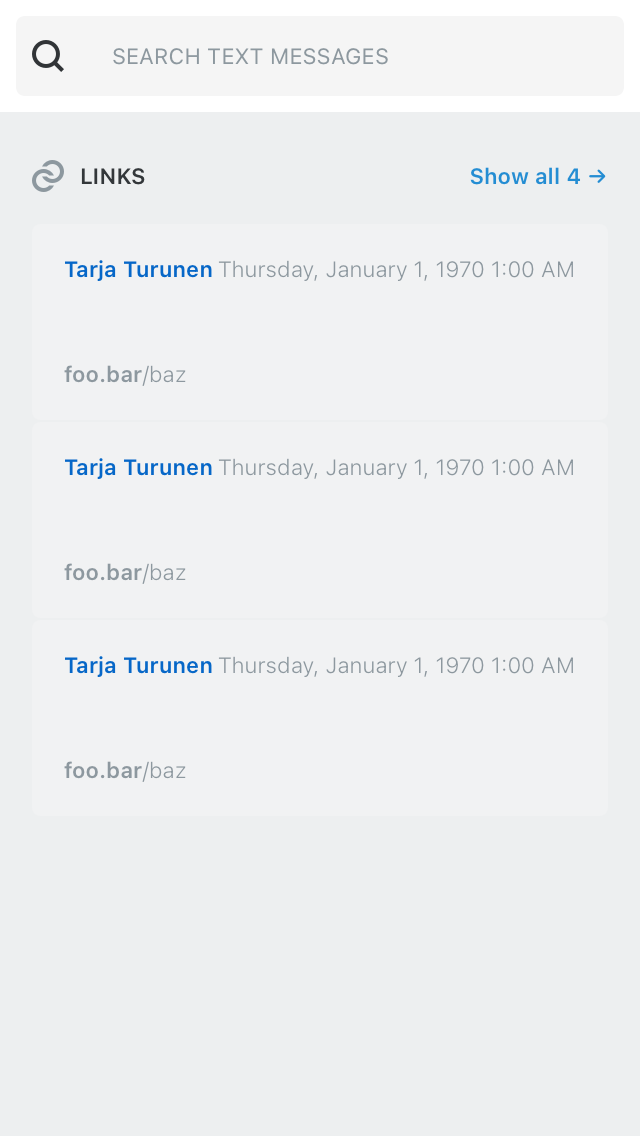 SEARCH TEXT MESSAGES
LINKS Show all 4 →
Tarja Turunen Thursday, January 1, 1970 1:00 AM
foo.bar/baz
Tarja Turunen Thursday, January 1, 1970 1:00 AM
foo.bar/baz
Tarja Turunen Thursday, January 1, 1970 1:00 AM
foo.bar/baz